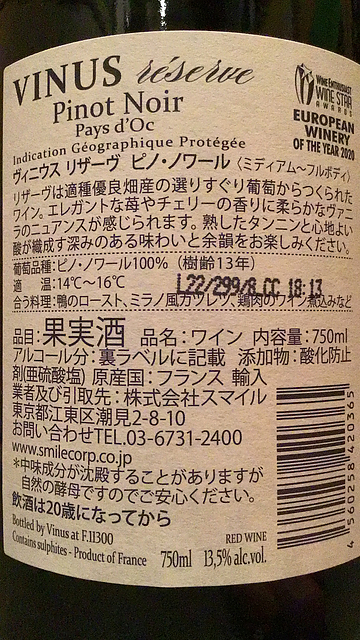 VINUS réserve
Pinot Noir
Pays d'Oc
Indication Géographique Protégée
WINE ENTHUSIAST
WINE STAR
AWARDS
EUROPEAN
WINERY
OF THE YEAR 2020
ヴィニウス リザーヴ ピノ・ノワール〈ミディアム〜フルボディ〉
リザーヴは適種優良畑産の選りすぐり葡萄からつくられた
ワイン。エレガントな苺やチェリーの香りに柔らかなヴァニ
ラのニュアンスが感じられます。熟したタンニンと心地よい
酸が織成す深みのある味わいと余韻をお楽しみください。
葡萄品種：ピノ・ノワール100%（樹齢13年）
適　温：14℃〜16℃
L22/299/8.CC 18:13
合う料理：鴨のロースト、ミラノ風カツレツ、鶏肉のワイン煮込みなど
品目：果実酒 品名：ワイン 内容量：750ml
アルコール分：裏ラベルに記載 添加物：酸化防止
剤(亜硫酸塩) 原産国：フランス 輸入
業者及び引取先：株式会社スマイル
東京都江東区潮見2-8-10
お問い合わせTEL.03-6731-2400
www.smilecorp.co.jp
*中味成分が沈殿することがありますが
自然の酵母ですのでご安心ください。
飲酒は20歳になってから
Bottled by Vinus at F.11300
Contains sulphites - Product of France
750ml
RED WINE
13,5% alc.vol.
4560258420365